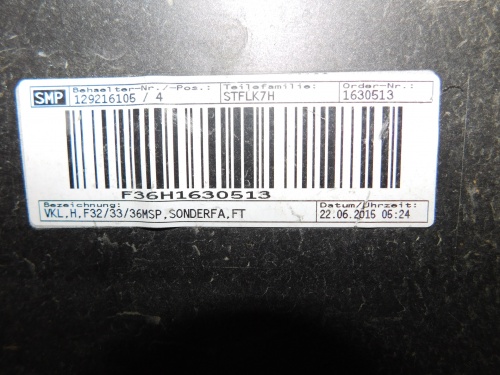 SMP Behaelter-Nr./-Pos.: Teilefamilie: Order-Nr.:
129216105 / 4 STFLK7H 1630513
F36H1630513
Bezeichnung: Datum/Uhrzeit:
VKL,H,F32/33/36MSP,SONDERFA,FT 22.06.2015 05:24